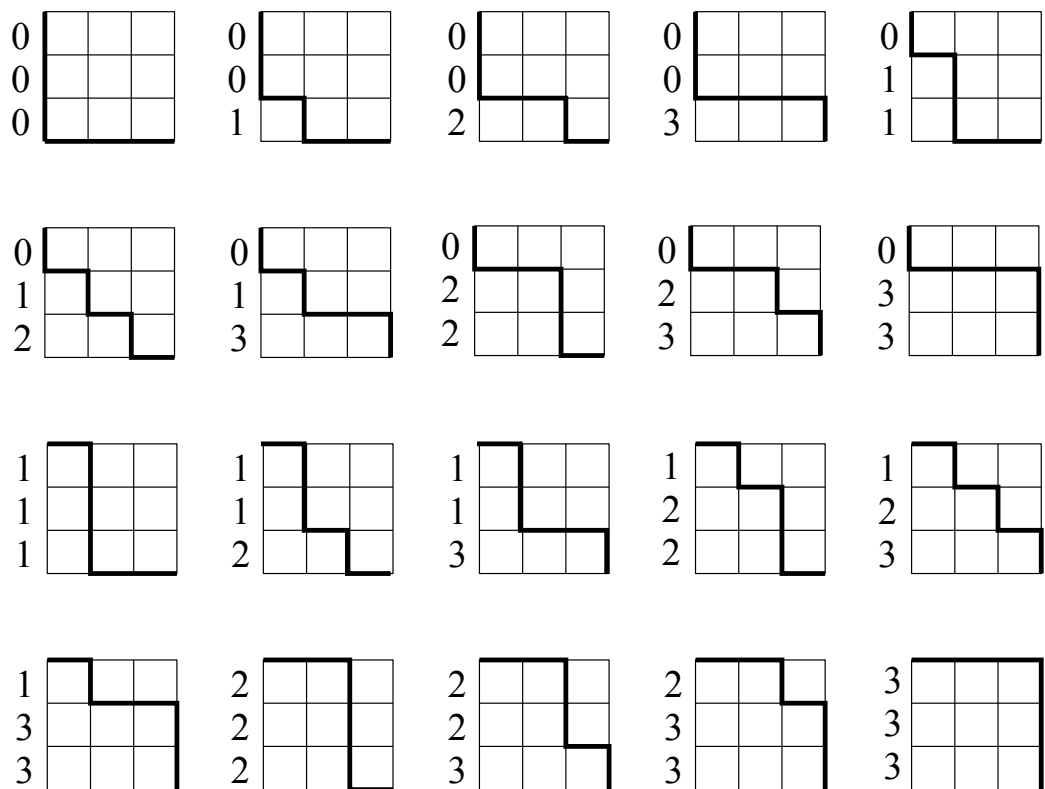 0 0 0 0 0
0 0 0 0 1
0 1 2 3 1
0 0 0 0 0
1 1 2 2 3
2 3 2 3 3
1 1 1 1 1
1 1 1 2 2
1 2 3 2 3
1 2 2 2 3
3 2 2 3 3
3 2 3 3 3